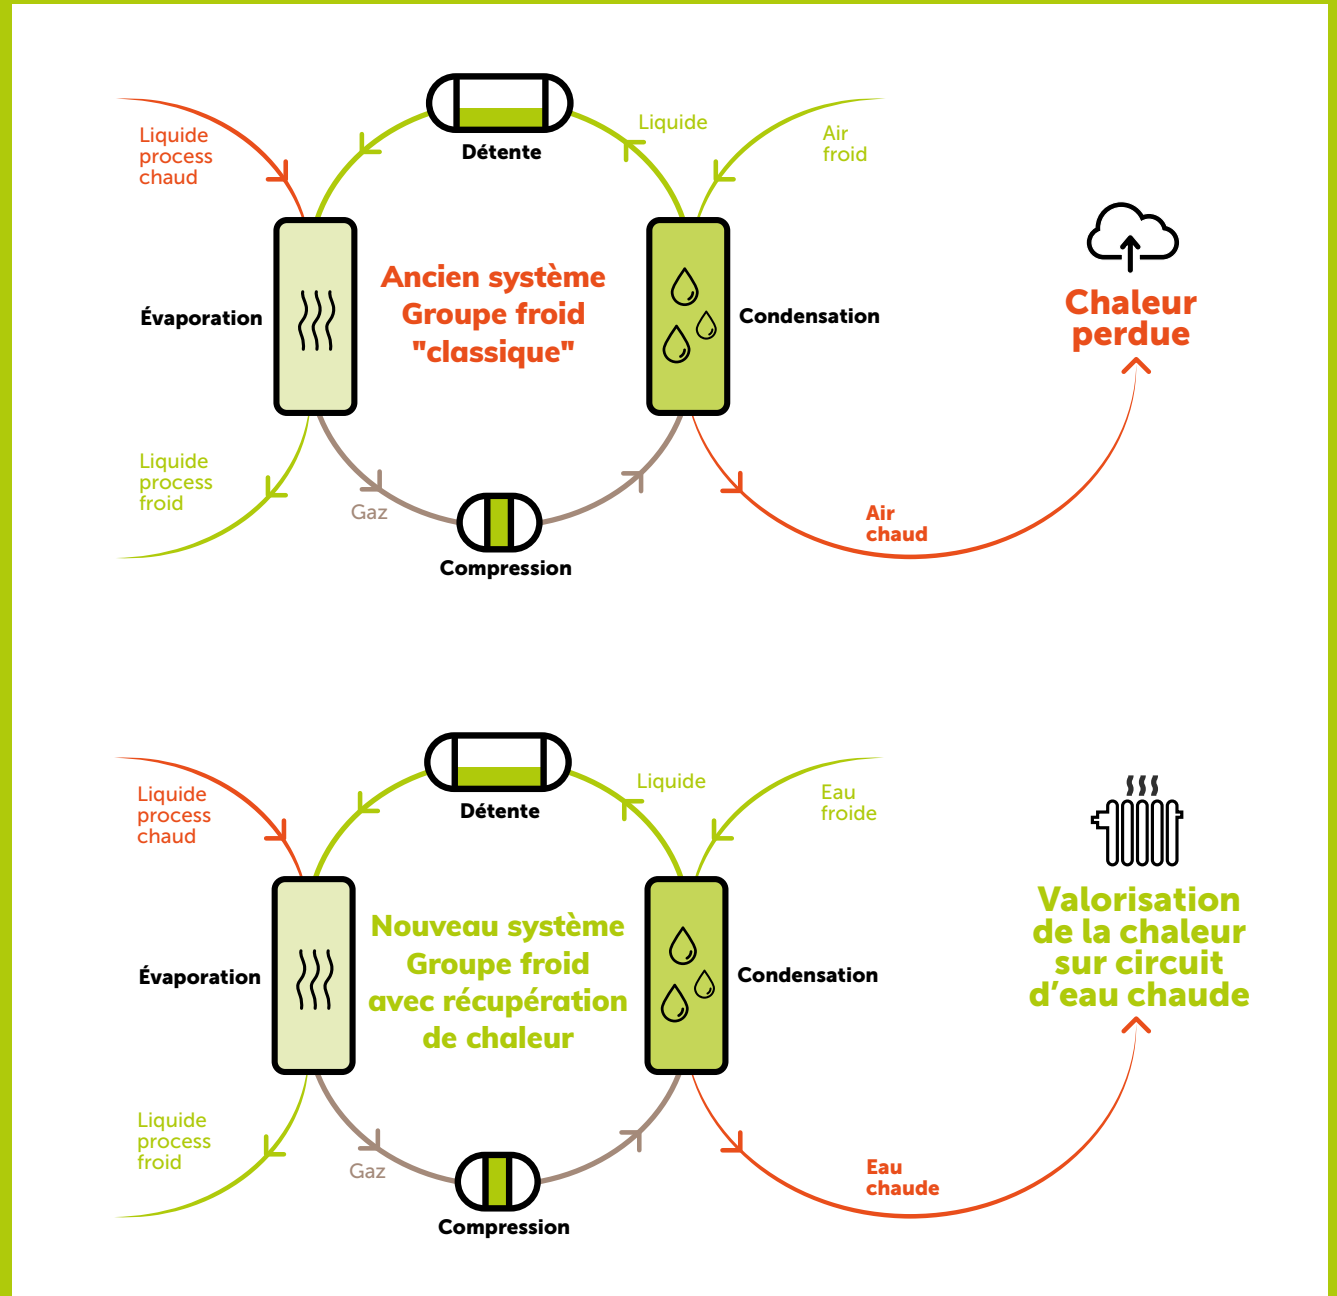 Liquide
process
chaud
Détente
Liquide
Air
froid
Évaporation
Ancien système
Groupe froid
"classique"
Condensation
Chaleur
perdue
Liquide
process
froid
Gaz
Compression
Air
chaud
Liquide
process
chaud
Détente
Liquide
Eau
froide
Évaporation
Nouveau système
Groupe froid
avec récupération
de chaleur
Condensation
Valorisation
de la chaleur
sur circuit
d’eau chaude
Liquide
process
froid
Gaz
Compression
Eau
chaude